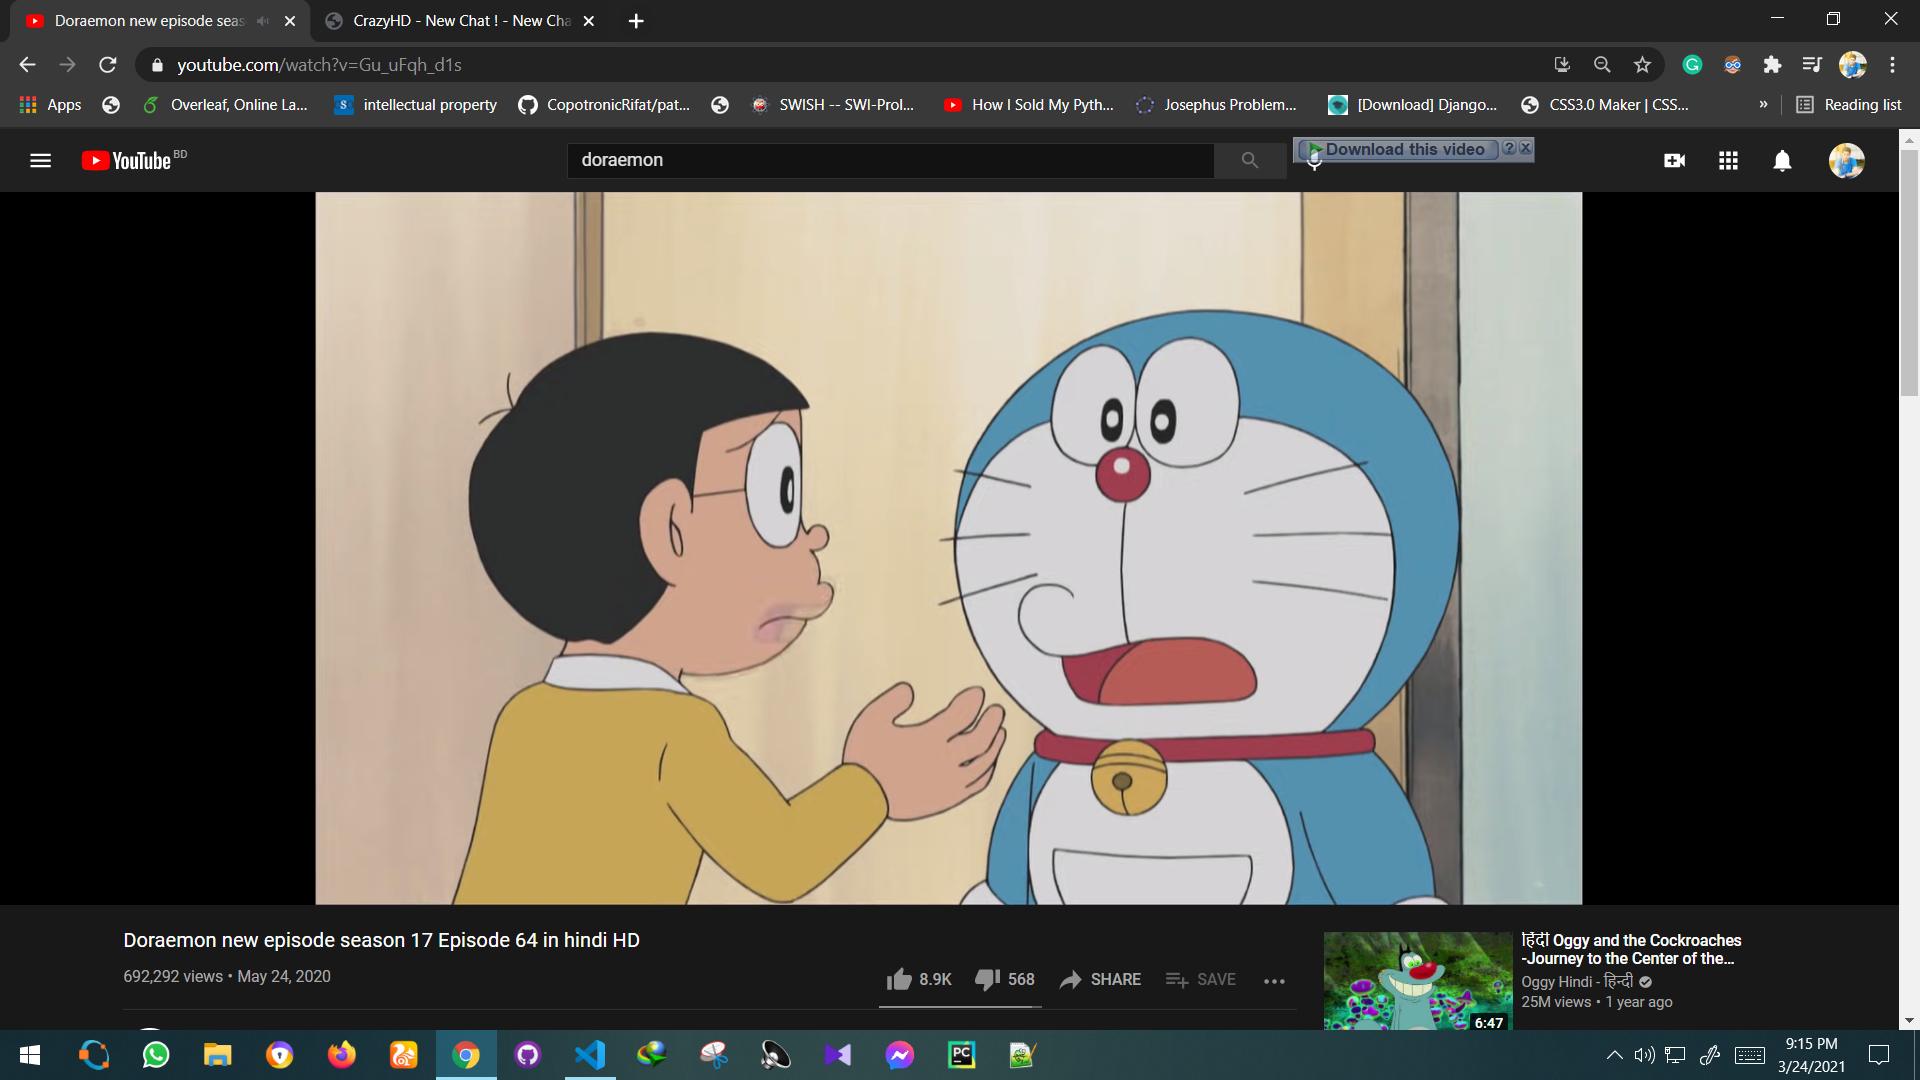 Doraemon new episode seas
CrazyHD - New Chat ! - New Cha
youtube.com/watch?v=Gu_uFqh_d1s
Apps
Overleaf, Online La...
intellectual property
CopotronicRifat/pat...
SWISH -- SWI-Prol...
How I Sold My Pyth...
Josephus Problem...
[Download] Django...
CSS3.0 Maker | CSS...
»
Reading list
YouTube BD
doraemon
Download this video ?
Doraemon new episode season 17 Episode 64 in hindi HD
692,292 views • May 24, 2020
8.9K
568
SHARE
SAVE
हिंदी Oggy and the Cockroaches
-Journey to the Center of the...
Oggy Hindi - हिन्दी
25M views • 1 year ago
6:47
PC
9:15 PM
3/24/2021